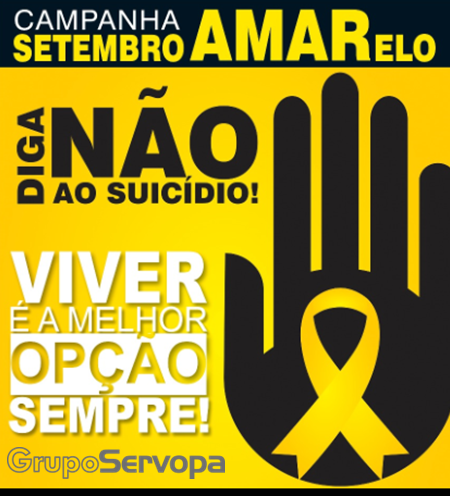 CAMPANHA
SETEMBRO AMARELO
DIGA
NÃO
AO SUICÍDIO!
VIVER
É A MELHOR
OPÇÃO
SEMPRE!
GrupoServopa